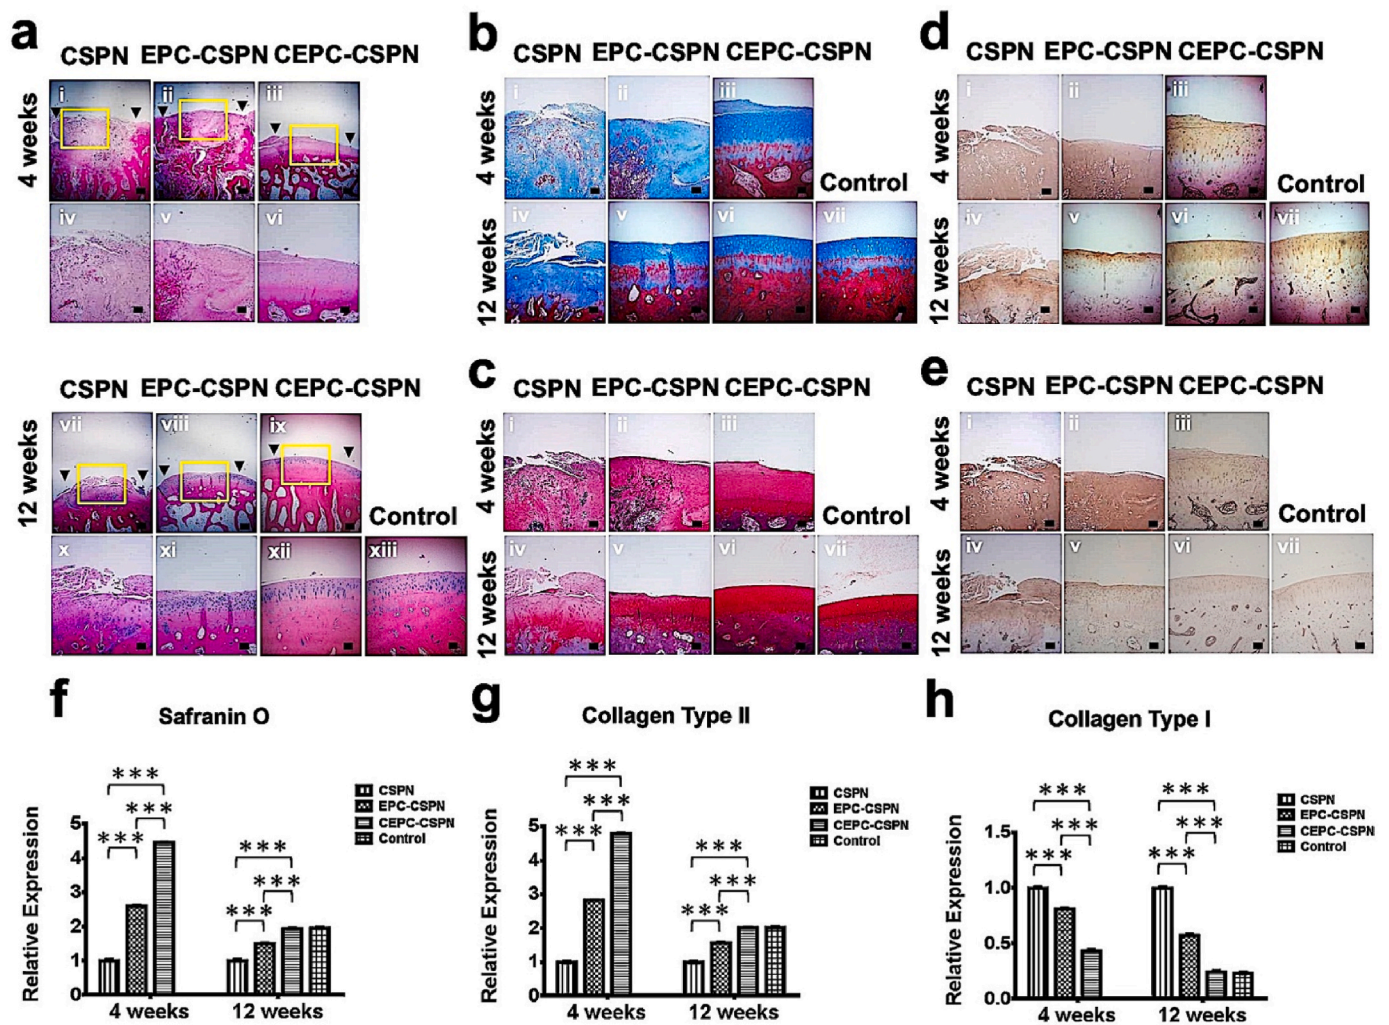 a
CSPN EPC-CSPN CEPC-CSPN
4 weeks
i ii iii
iv v vi
CSPN EPC-CSPN CEPC-CSPN
12 weeks
vii viii ix
Control
x xi xii xiii
b
CSPN EPC-CSPN CEPC-CSPN
4 weeks
i ii iii
Control
12 weeks
iv v vi vii
c
CSPN EPC-CSPN CEPC-CSPN
4 weeks
i ii iii
Control
12 weeks
iv v vi vii
d
CSPN EPC-CSPN CEPC-CSPN
4 weeks
i ii iii
Control
12 weeks
iv v vi vii
e
CSPN EPC-CSPN CEPC-CSPN
4 weeks
i ii iii
Control
12 weeks
iv v vi vii
f
Safranin O
Relative Expression
5
4
3
2
1
0
*** *** ***
*** *** ***
4 weeks 12 weeks
CSPN
EPC-CSPN
CEPC-CSPN
Control
g
Collagen Type II
Relative Expression
5
4
3
2
1
0
*** *** ***
*** *** ***
4 weeks 12 weeks
CSPN
EPC-CSPN
CEPC-CSPN
Control
h
Collagen Type I
Relative Expression
1.5
1.0
0.5
0.0
*** *** ***
*** *** ***
4 weeks 12 weeks
CSPN
EPC-CSPN
CEPC-CSPN
Control